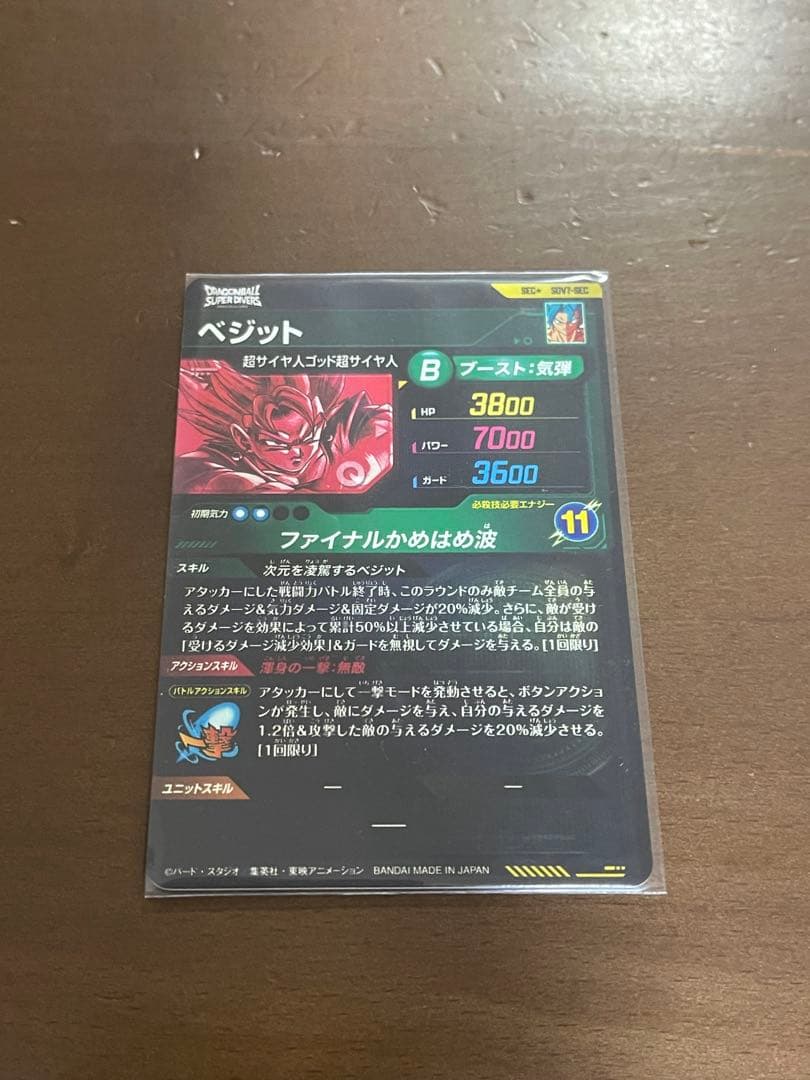 DRAGONBALL
SUPER DIVERS
SEC★ SDV7-SEC
ベジット
超サイヤ人ゴッド超サイヤ人
B ブースト:気弾
HP 3800
パワー 7000
ガード 3600
初期気力
必殺技必要エナジー
11
ファイナルかめはめ波
スキル 次元を凌駕するベジット
アタッカーにした戦闘力バトル終了時、このラウンドのみ敵チーム全員の与
えるダメージ&気力ダメージ&固定ダメージが20%減少。さらに、敵が受け
るダメージを効果によって累計50%以上減少させている場合、自分は敵の
「受けるダメージ減少効果」&ガードを無視してダメージを与える。[1回限り]
アクションスキル 渾身の一撃:無敵
バトルアクションスキル
一撃
アタッカーにして一撃モードを発動させると、ボタンアクショ
ンが発生し、敵にダメージを与え、自分の与えるダメージを
1.2倍&攻撃した敵の与えるダメージを20%減少させる。
[1回限り]
ユニットスキル ー ー
ー
©バード・スタジオ 集英社・東映アニメーション BANDAI MADE IN JAPAN